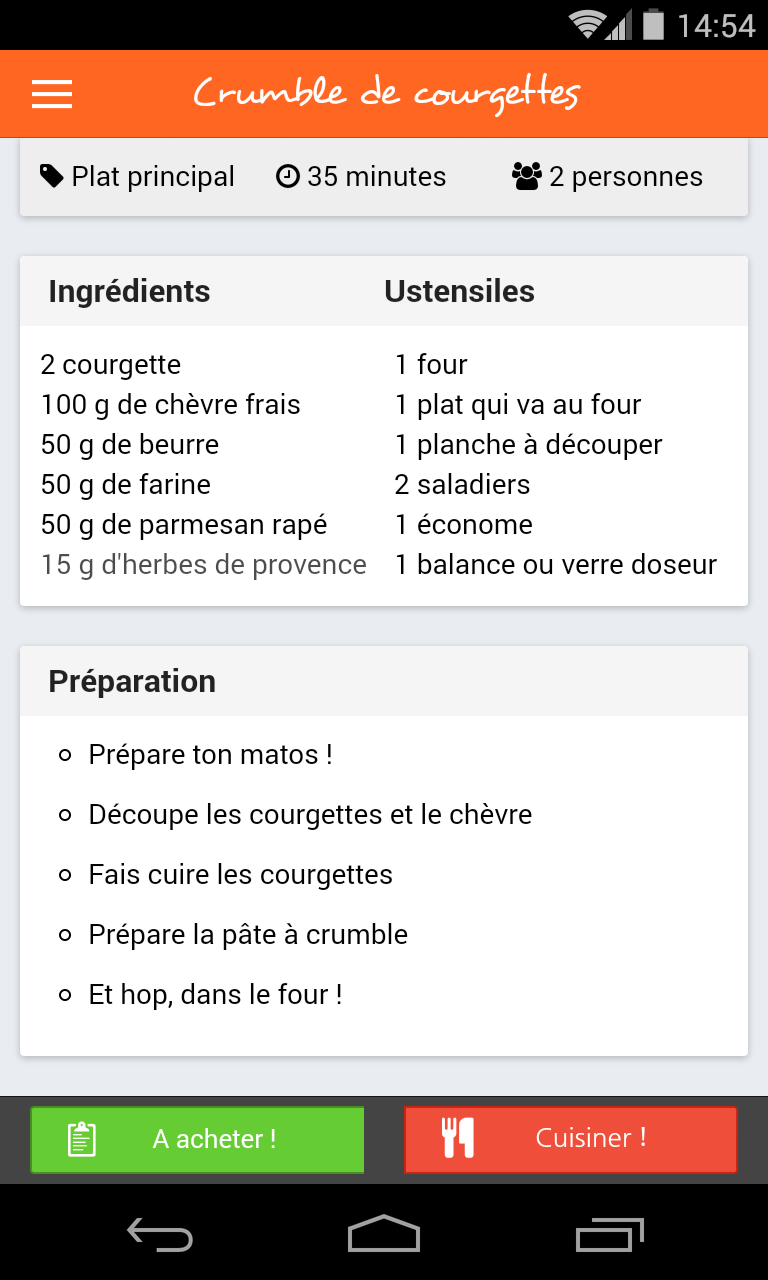 14:54
Crumble de courgettes
Plat principal 35 minutes 2 personnes
Ingrédients Ustensiles
2 courgette 1 four
100 g de chèvre frais 1 plat qui va au four
50 g de beurre 1 planche à découper
50 g de farine 2 saladiers
50 g de parmesan rapé 1 économe
15 g d'herbes de provence 1 balance ou verre doseur
Préparation
Prépare ton matos !
Découpe les courgettes et le chèvre
Fais cuire les courgettes
Prépare la pâte à crumble
Et hop, dans le four !
A acheter ! Cuisiner !